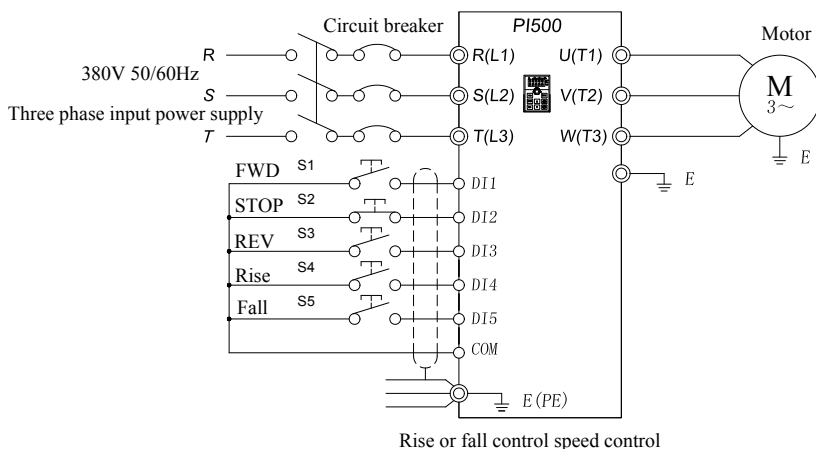 Circuit breaker
PI500
Motor
R
R(L1)
U(T1)
380V 50/60Hz
S
S(L2)
V(T2)
M
3~
Three phase input power supply
T
T(L3)
W(T3)
E
E
FWD S1 DI1
STOP S2 DI2
REV S3 DI3
Rise S4 DI4
Fall S5 DI5
COM
E(PE)
Rise or fall control speed control